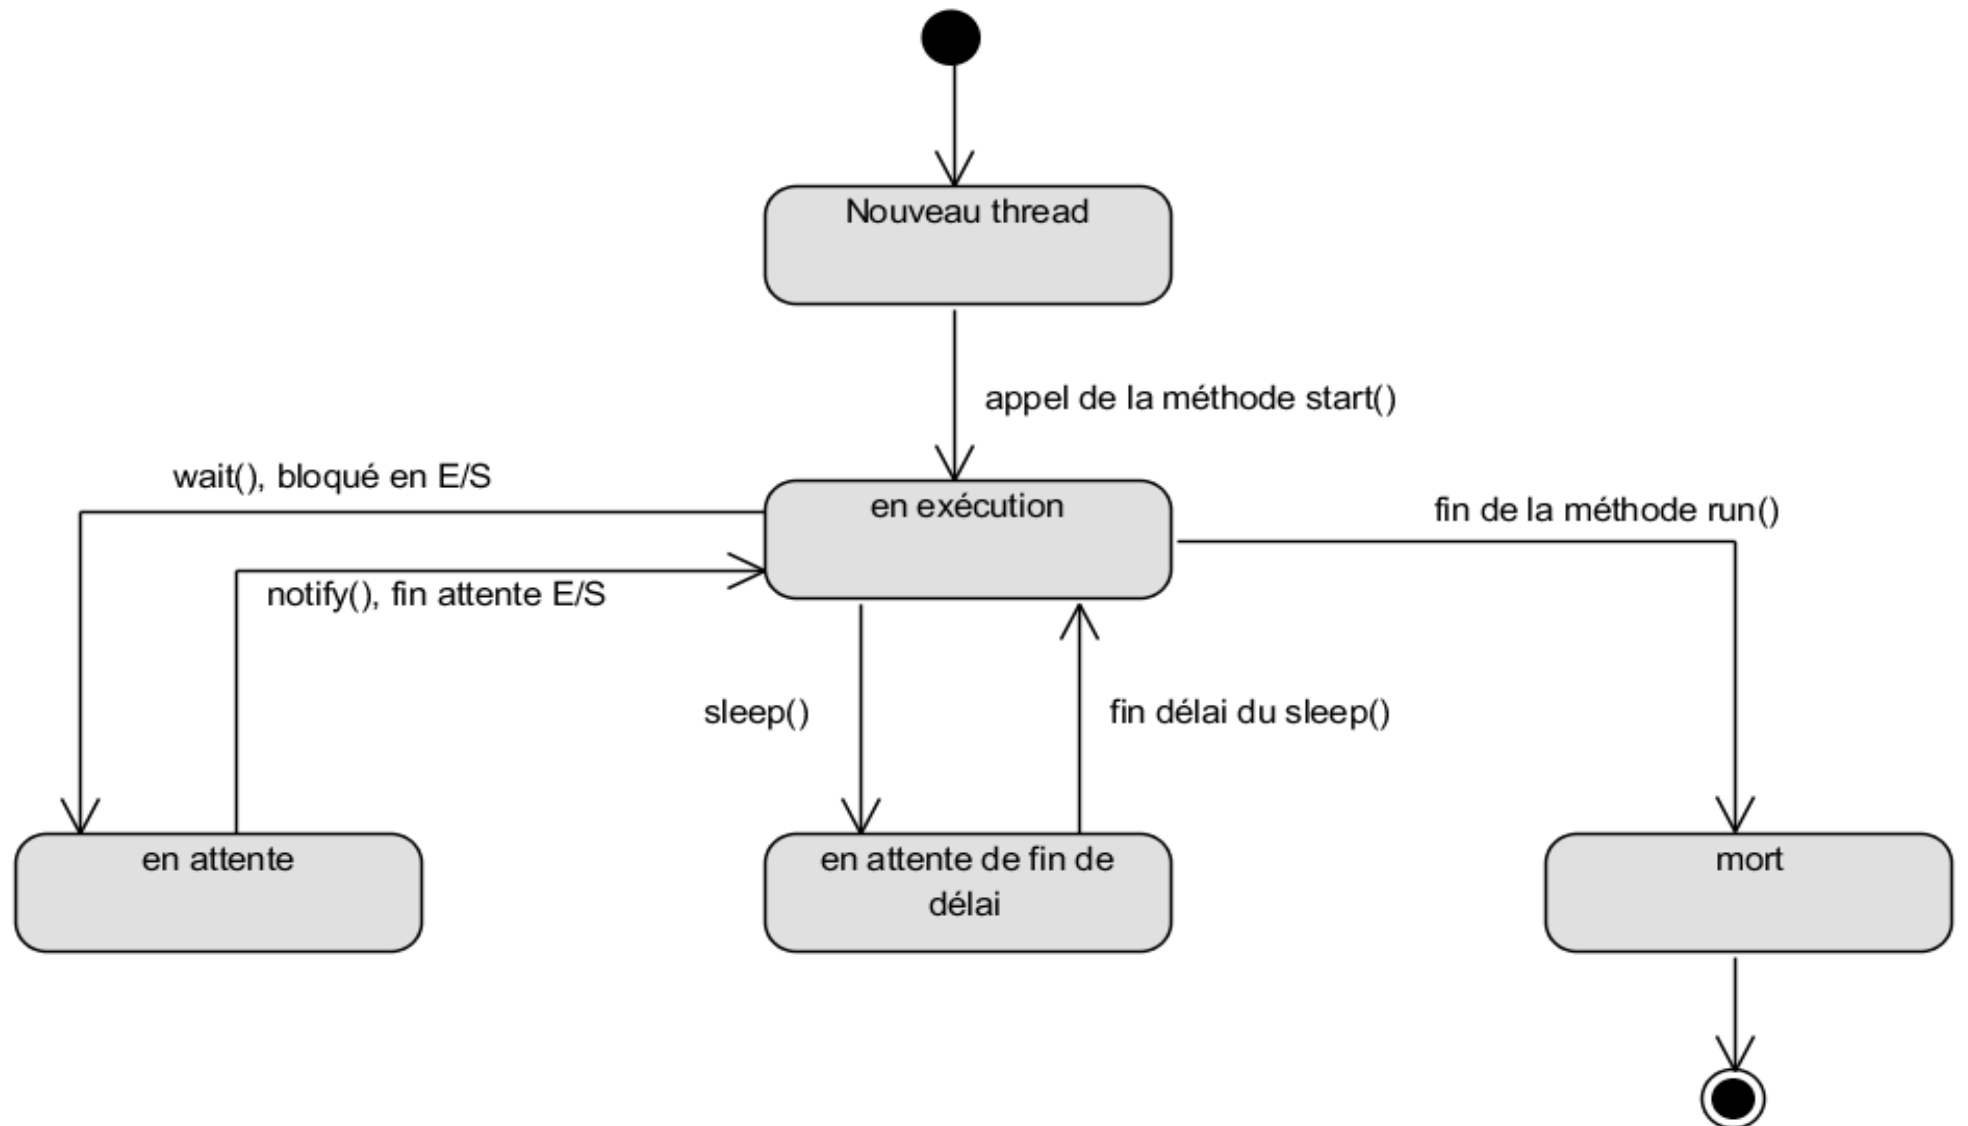 Nouveau thread
appel de la méthode start()
wait(), bloqué en E/S
en exécution
fin de la méthode run()
notify(), fin attente E/S
sleep()
fin délai du sleep()
en attente
en attente de fin de
délai
mort